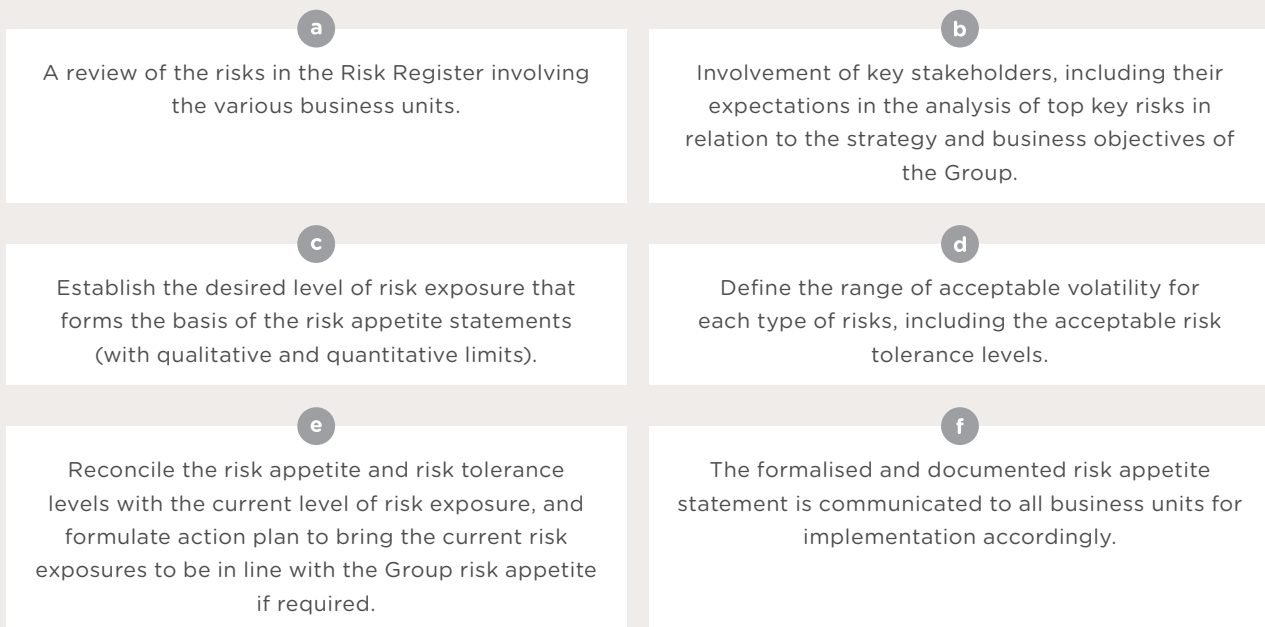 a
A review of the risks in the Risk Register involving
the various business units.
b
Involvement of key stakeholders, including their
expectations in the analysis of top key risks in
relation to the strategy and business objectives of
the Group.
c
Establish the desired level of risk exposure that
forms the basis of the risk appetite statements
(with qualitative and quantitative limits).
d
Define the range of acceptable volatility for
each type of risks, including the acceptable risk
tolerance levels.
e
Reconcile the risk appetite and risk tolerance
levels with the current level of risk exposure, and
formulate action plan to bring the current risk
exposures to be in line with the Group risk appetite
if required.
f
The formalised and documented risk appetite
statement is communicated to all business units for
implementation accordingly.